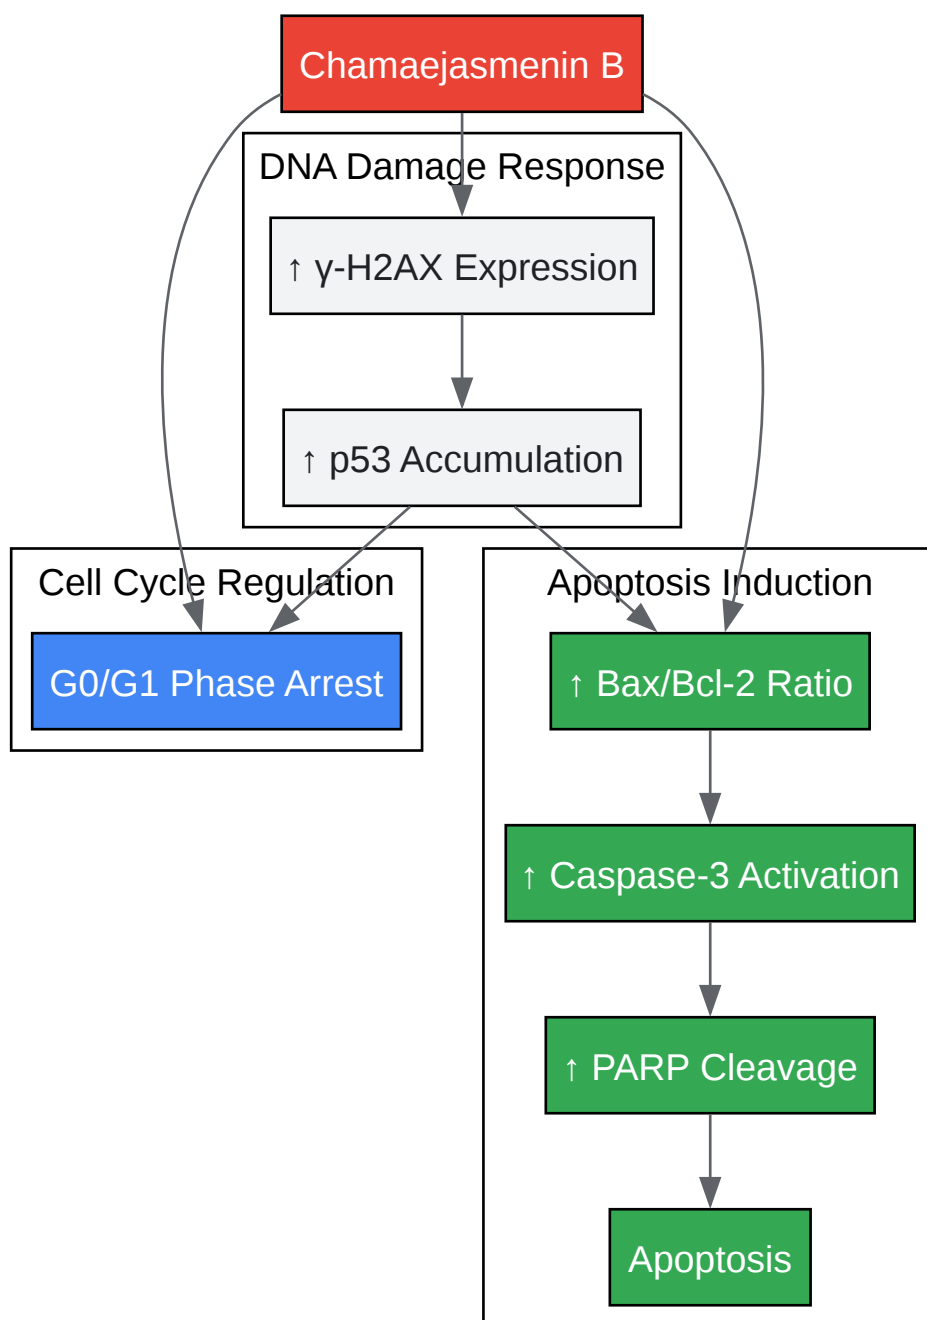 Chamaejasmenin B
DNA Damage Response
↑ γ-H2AX Expression
↑ p53 Accumulation
Cell Cycle Regulation
G0/G1 Phase Arrest
Apoptosis Induction
↑ Bax/Bcl-2 Ratio
↑ Caspase-3 Activation
↑ PARP Cleavage
Apoptosis